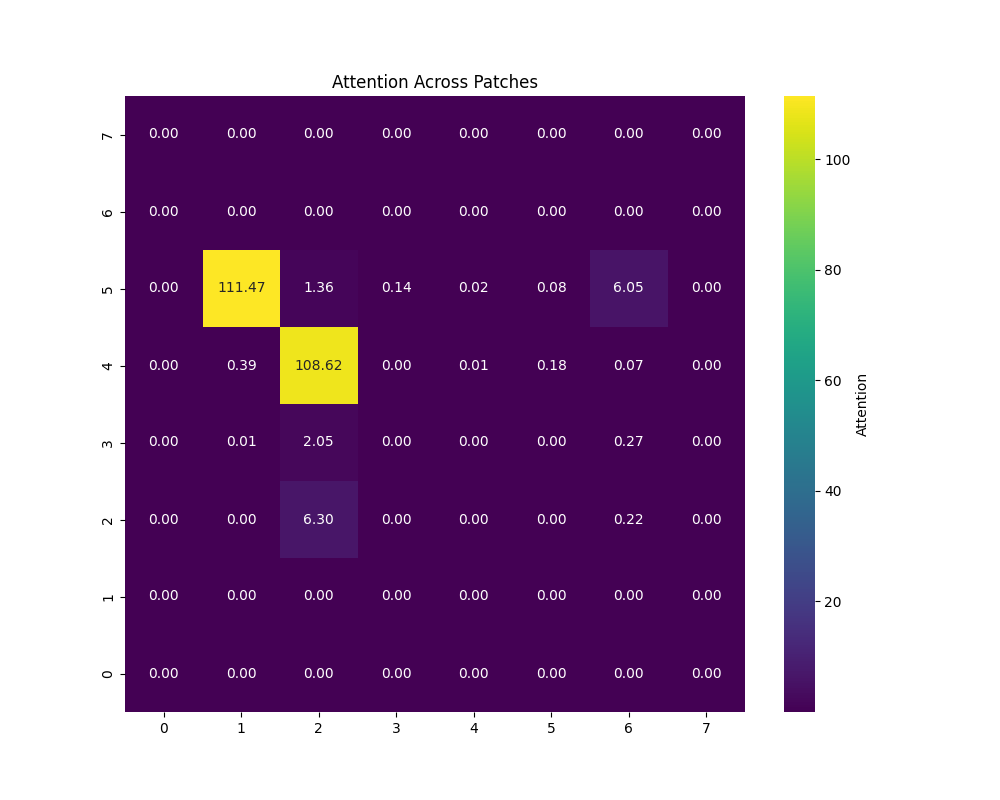 Attention Across Patches
7 0.00 0.00 0.00 0.00 0.00 0.00 0.00 0.00
6 0.00 0.00 0.00 0.00 0.00 0.00 0.00 0.00
5 0.00 111.47 1.36 0.14 0.02 0.08 6.05 0.00
4 0.00 0.39 108.62 0.00 0.01 0.18 0.07 0.00
3 0.00 0.01 2.05 0.00 0.00 0.00 0.27 0.00
2 0.00 0.00 6.30 0.00 0.00 0.00 0.22 0.00
1 0.00 0.00 0.00 0.00 0.00 0.00 0.00 0.00
0 0.00 0.00 0.00 0.00 0.00 0.00 0.00 0.00
0 1 2 3 4 5 6 7
100
80
60
40
20
Attention